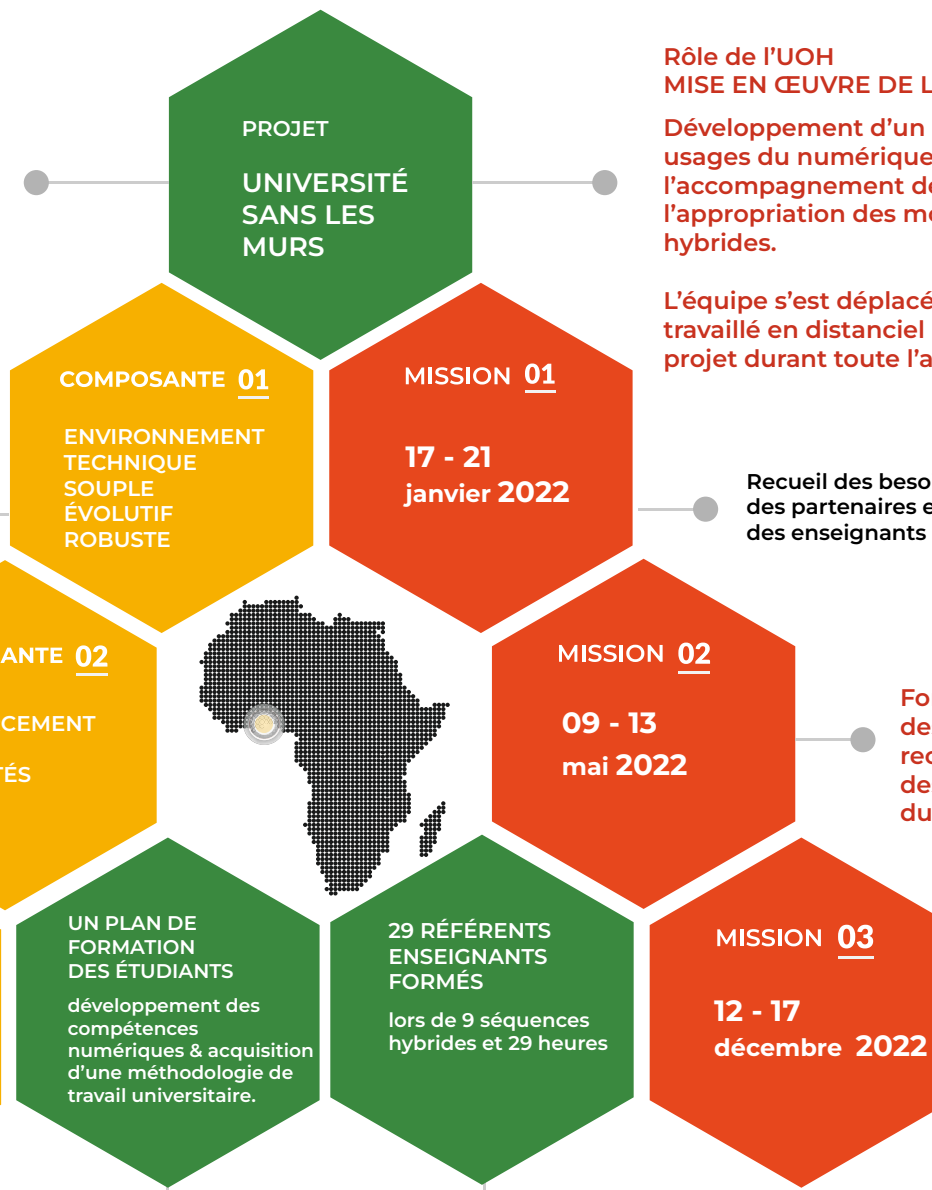 PROJET
UNIVERSITÉ
SANS LES
MURS
Rôle de l'UOH
MISE EN ŒUVRE DE L
Développement d'un
usages du numérique
l'accompagnement
l'appropriation des
hybrides.
L'équipe s'est
travaillé en distanciel
projet durant toute
COMPOSANTE 01
ENVIRONNEMENT
TECHNIQUE
SOUPLE
ÉVOLUTIF
ROBUSTE
MISSION 01
17 - 21
janvier 2022
Recueil des
des partenaires
des enseignants
ANTE 02
CEMENT
TÉS
MISSION 02
09 - 13
mai 2022
Fo
de
rec
de
du
UN PLAN DE
FORMATION
DES ÉTUDIANTS
développement des
compétences
numériques & acquisition
d'une méthodologie de
travail universitaire.
29 RÉFÉRENTS
ENSEIGNANTS
FORMÉS
lors de 9 séquences
hybrides et 29 heures
MISSION 03
12 - 17
décembre 2022